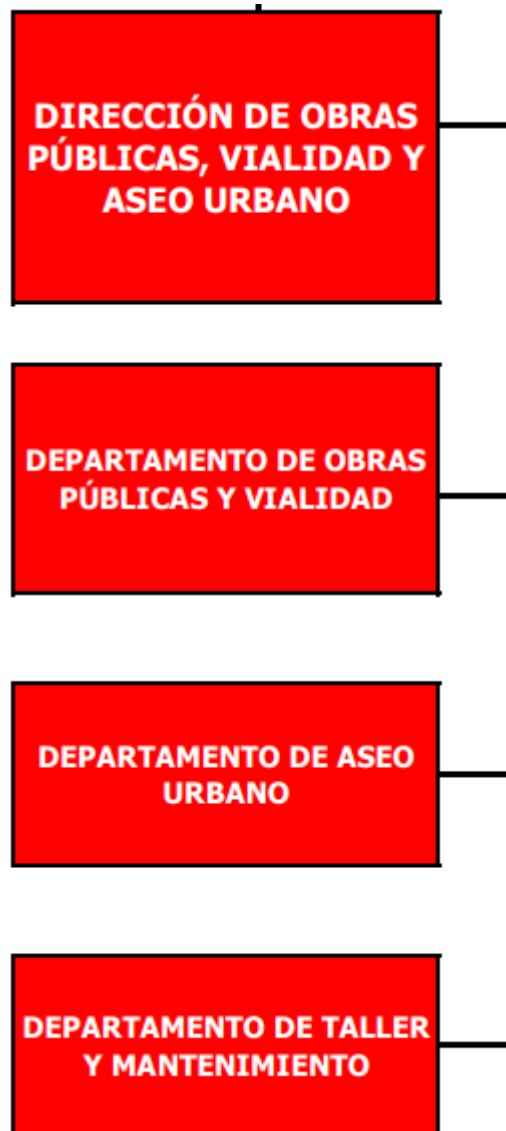 DIRECCIÓN DE OBRAS
PÚBLICAS, VIALIDAD Y
ASEO URBANO
DEPARTAMENTO DE OBRAS
PÚBLICAS Y VIALIDAD
DEPARTAMENTO DE ASEO
URBANO
DEPARTAMENTO DE TALLER
Y MANTENIMIENTO